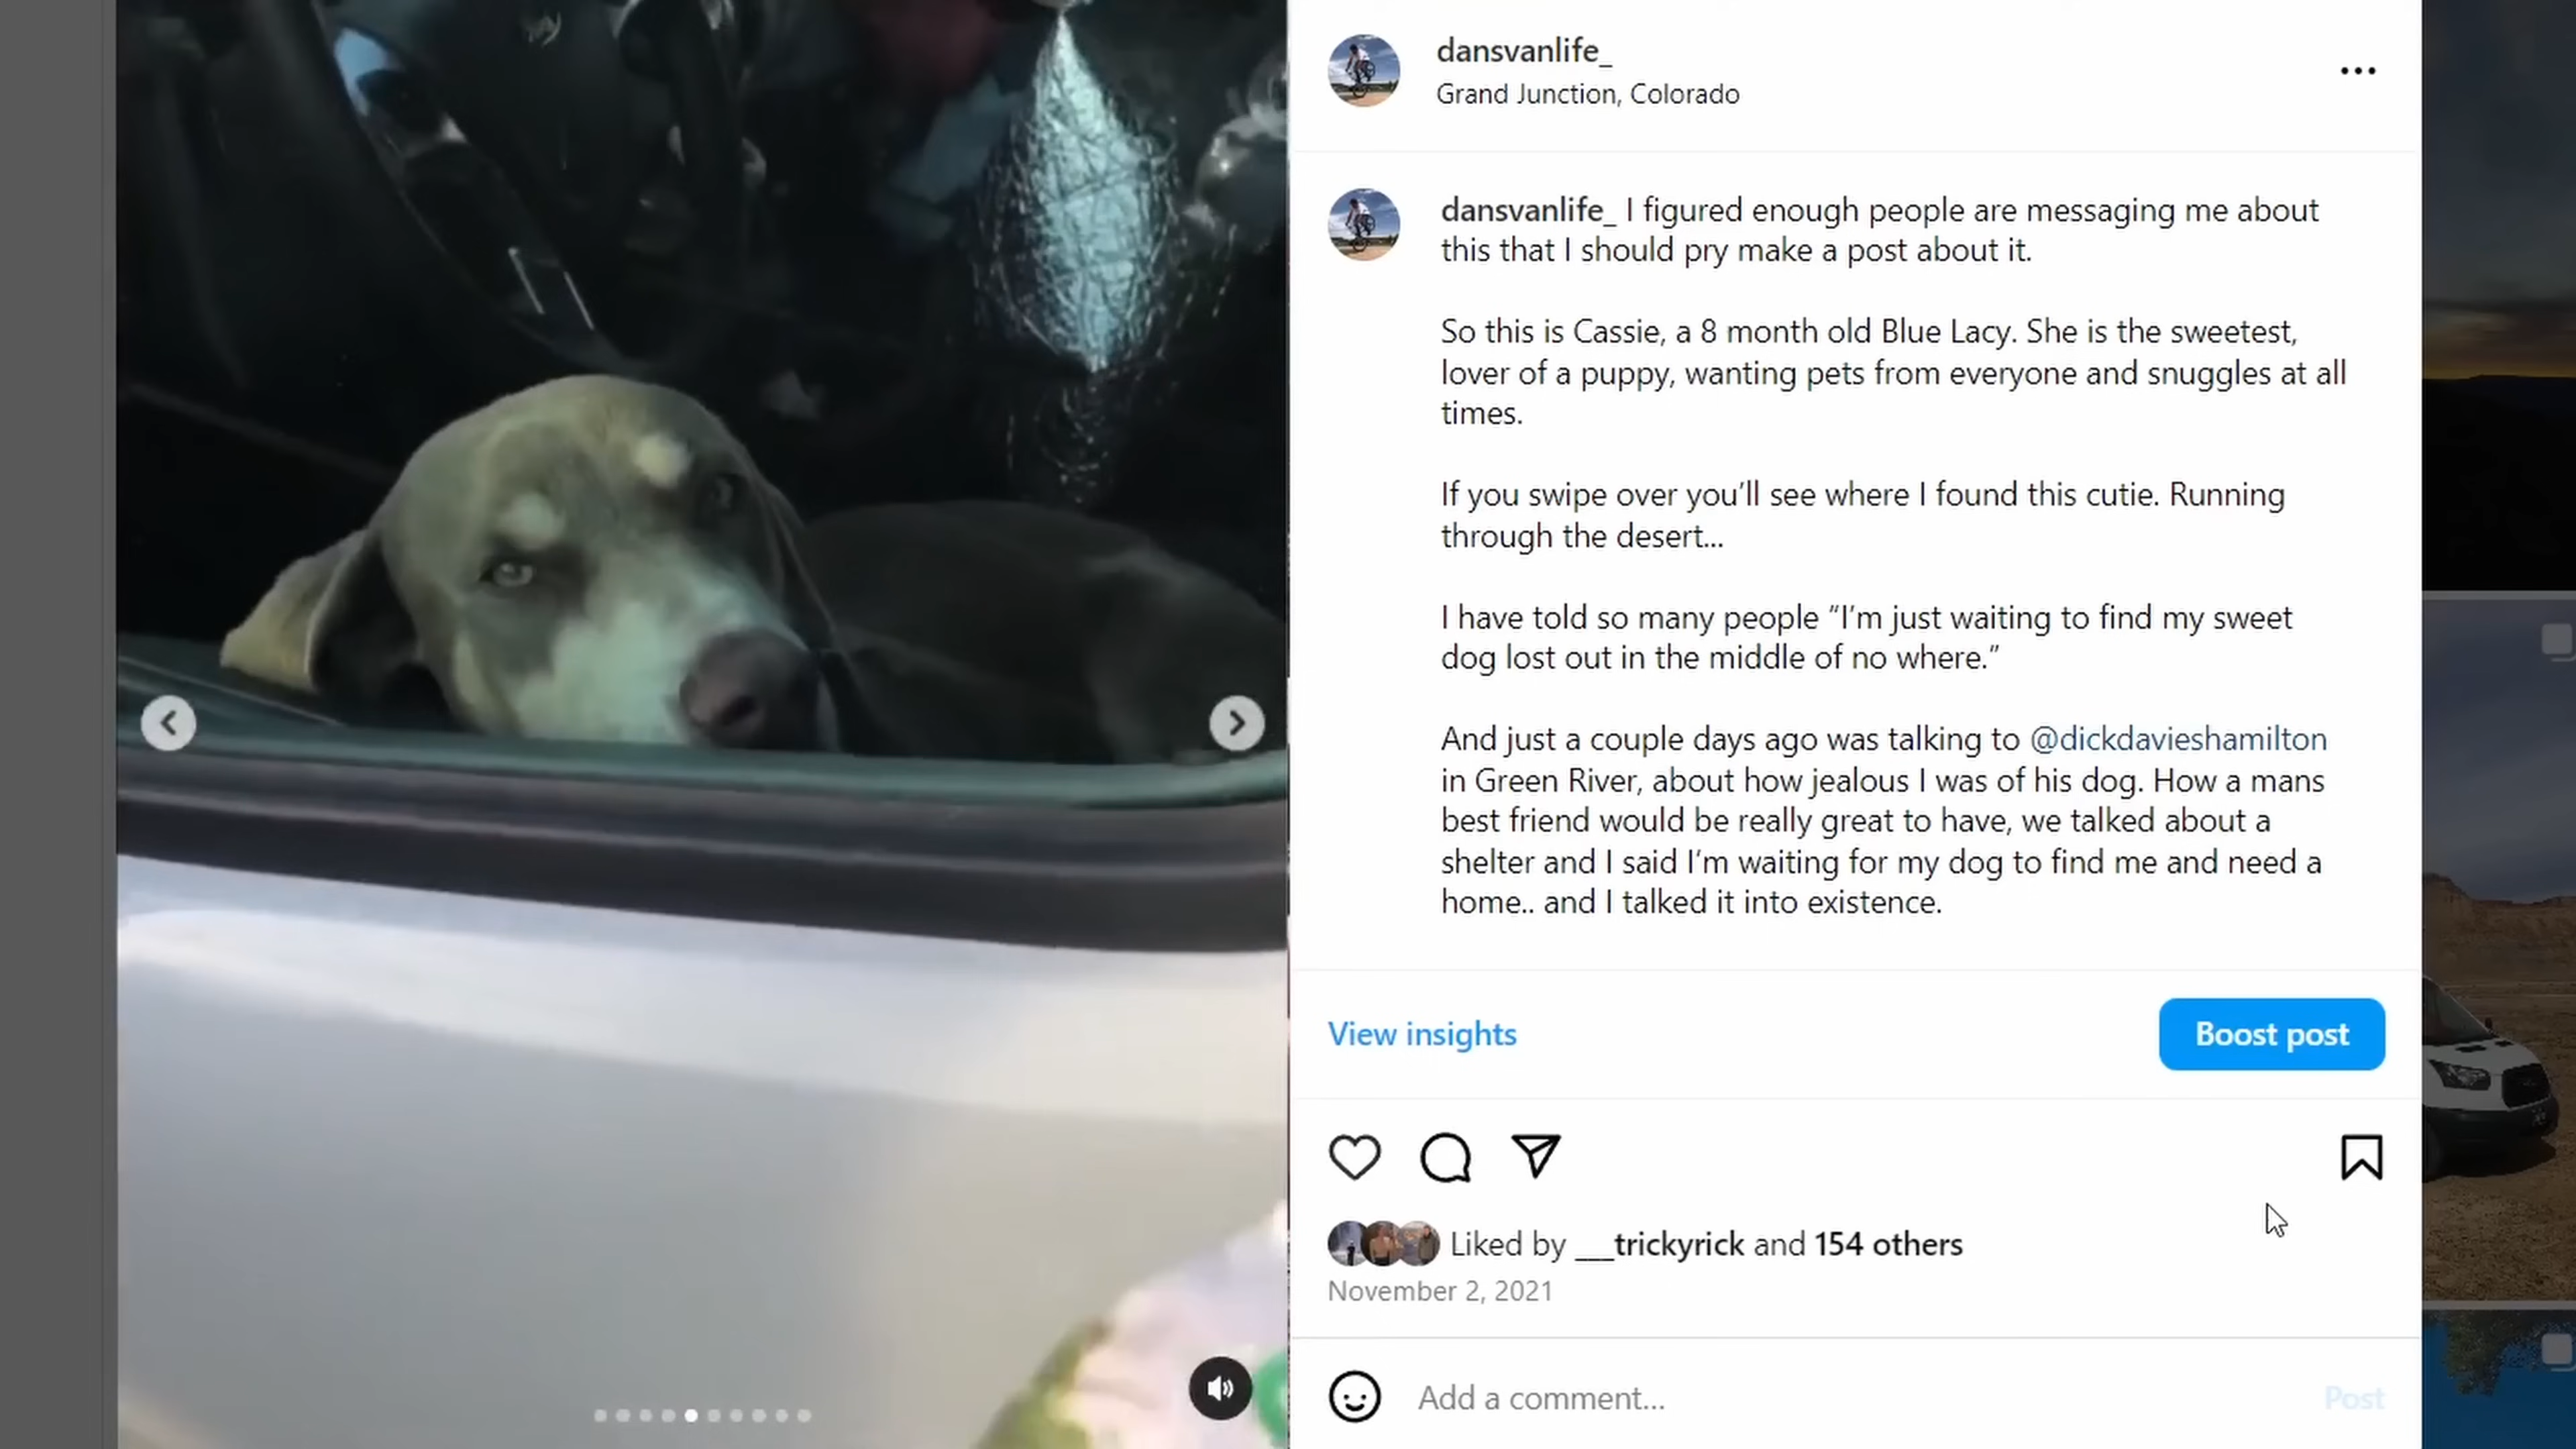 dansvanlife_
Grand Junction, Colorado
dansvanlife_ I figured enough people are messaging me about
this that I should pry make a post about it.
So this is Cassie, a 8 month old Blue Lacy. She is the sweetest,
lover of a puppy, wanting pets from everyone and snuggles at all
times.
If you swipe over you’ll see where I found this cutie. Running
through the desert...
I have told so many people “I’m just waiting to find my sweet
dog lost out in the middle of no where.”
And just a couple days ago was talking to @dickdavieshamilton
in Green River, about how jealous I was of his dog. How a mans
best friend would be really great to have, we talked about a
shelter and I said I’m waiting for my dog to find me and need a
home.. and I talked it into existence.
View insights
Boost post
Liked by ___trickyrick and 154 others
November 2, 2021
Add a comment...
Post